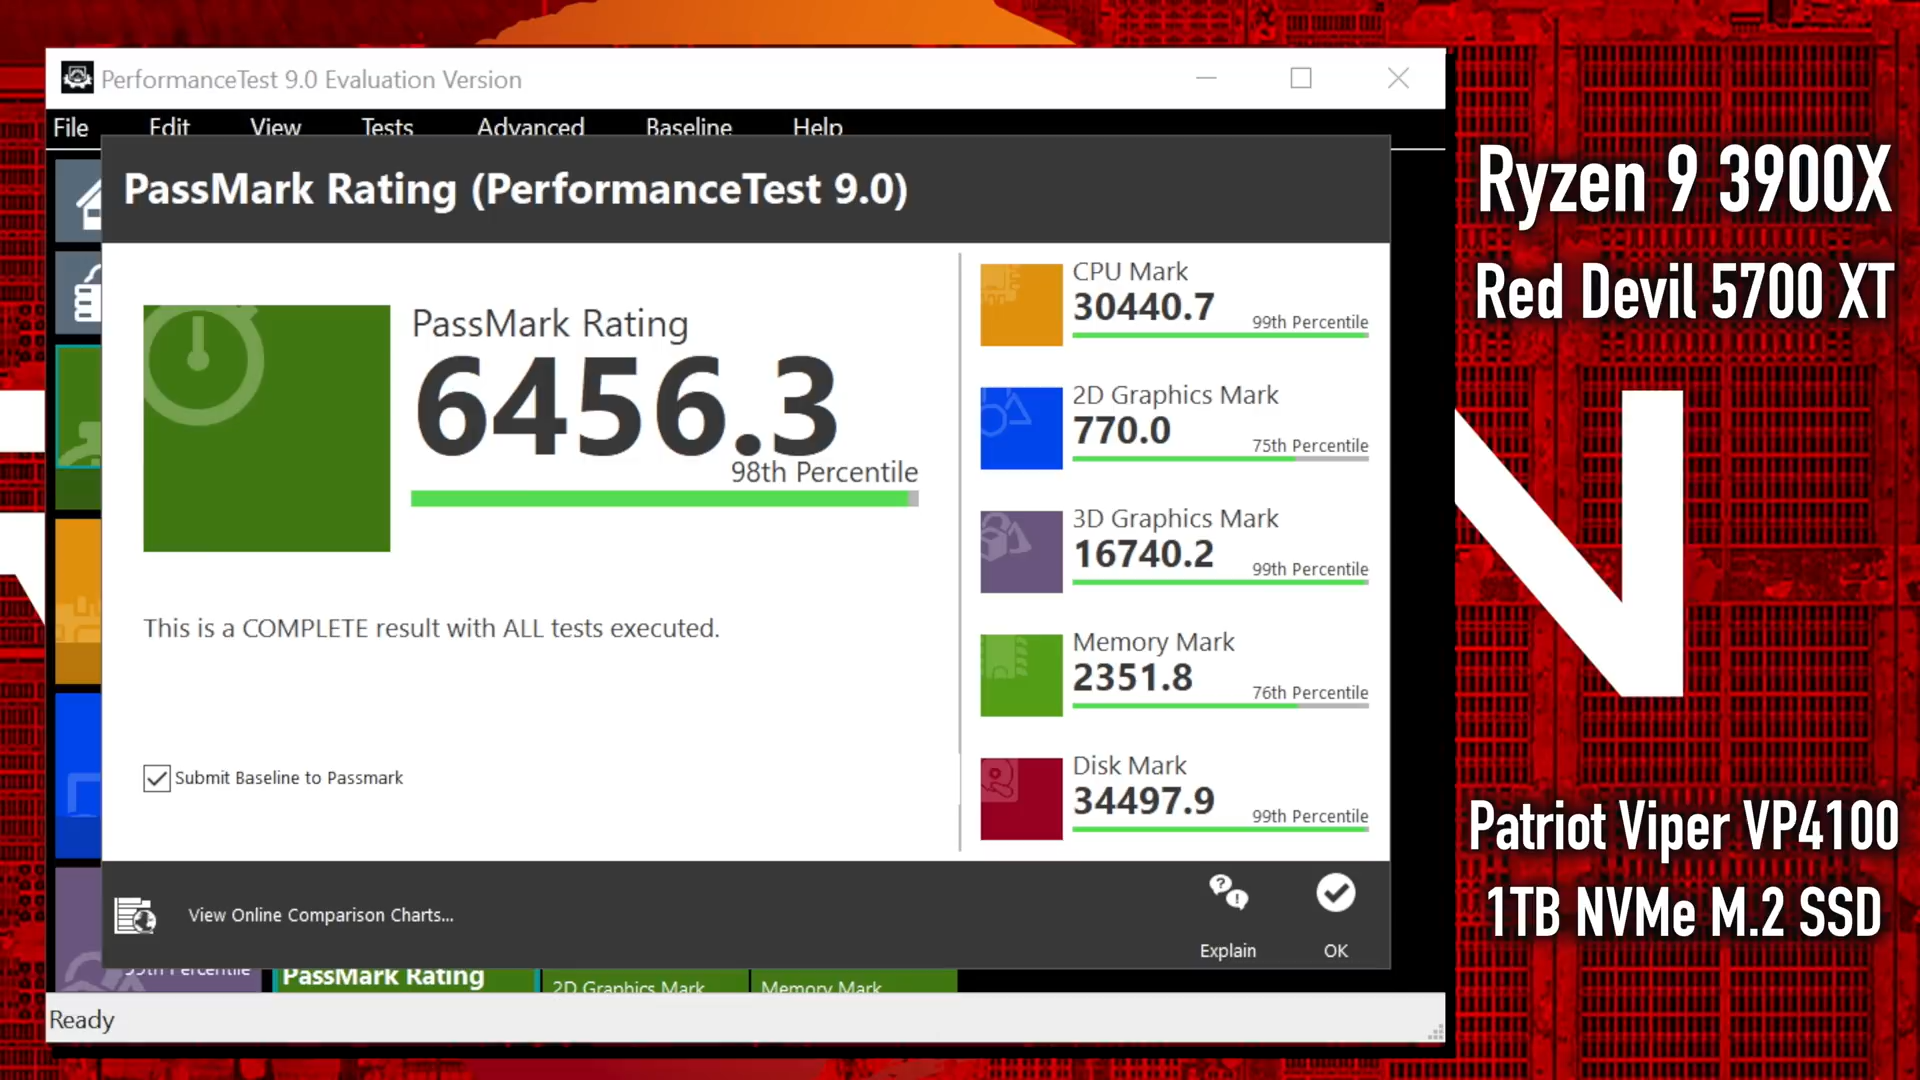 PerformanceTest 9.0 Evaluation Version
File Edit View Tests Advanced Baseline Help
PassMark Rating (PerformanceTest 9.0)
PassMark Rating
6456.3
98th Percentile
This is a COMPLETE result with ALL tests executed.
Submit Baseline to Passmark
CPU Mark
30440.7
99th Percentile
2D Graphics Mark
770.0
75th Percentile
3D Graphics Mark
16740.2
99th Percentile
Memory Mark
2351.8
76th Percentile
Disk Mark
34497.9
99th Percentile
View Online Comparison Charts...
Explain
OK
99th Percentile
PassMark Rating
2D Graphics Mark
Memory Mark
Ready
Ryzen 9 3900X
Red Devil 5700 XT
Patriot Viper VP4100
1TB NVMe M.2 SSD
N